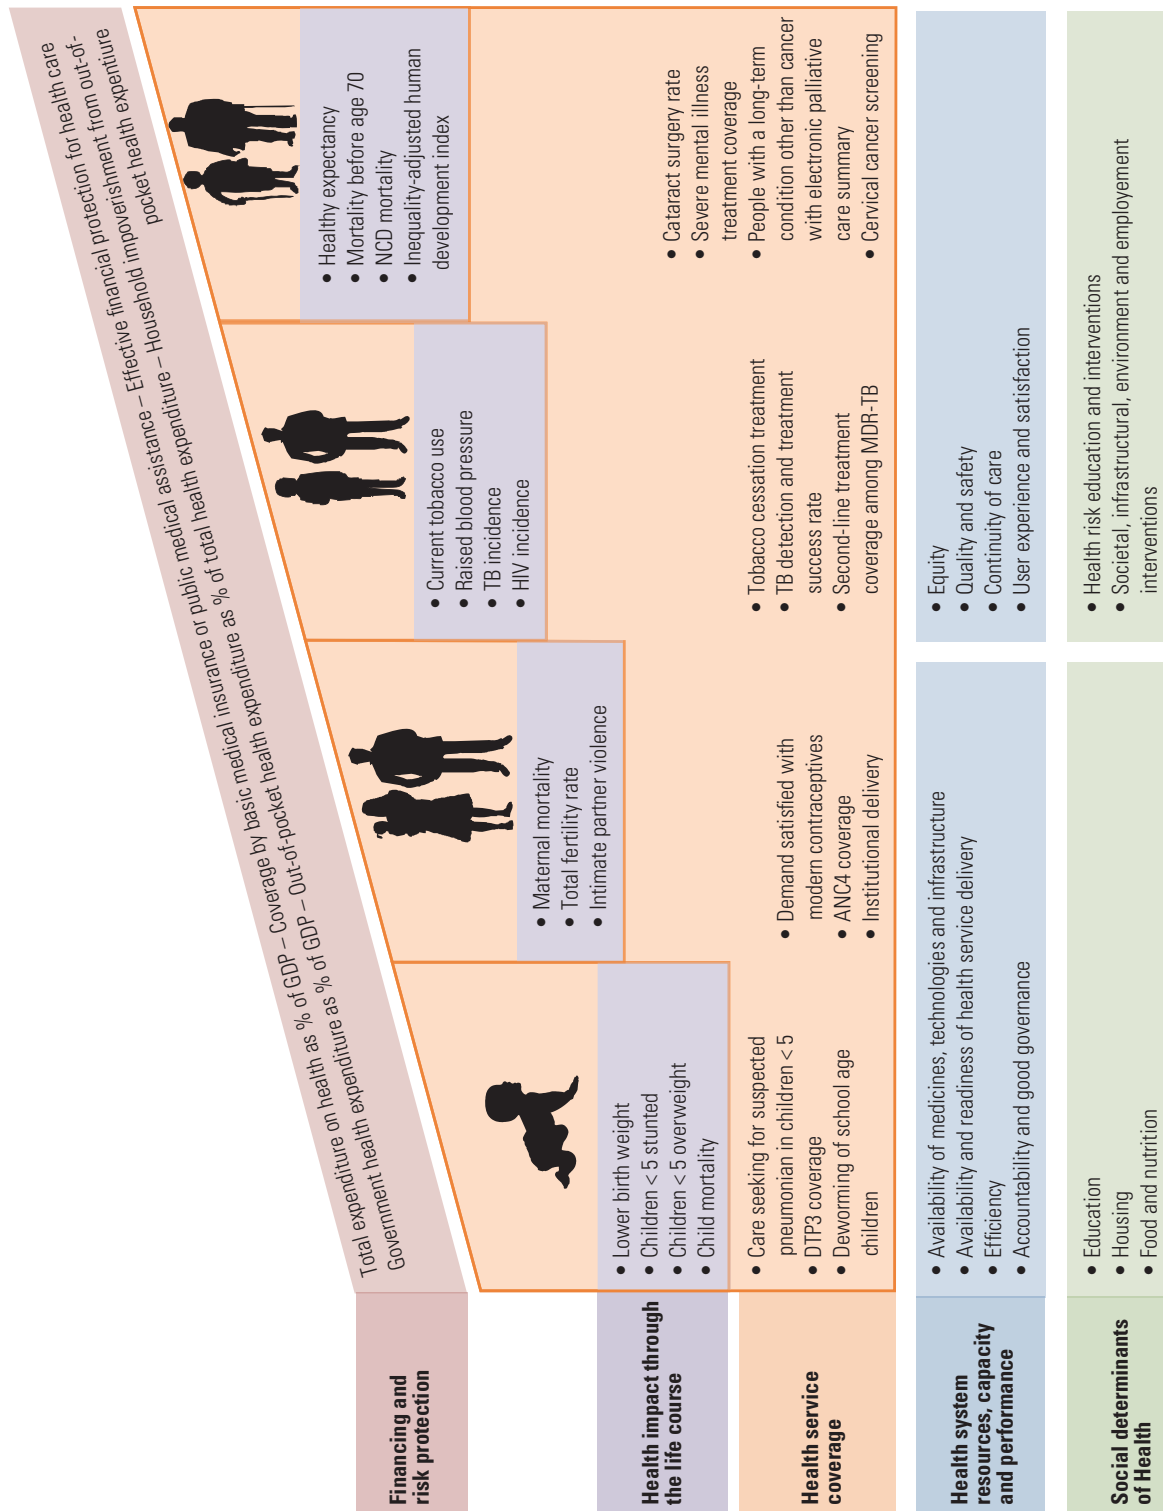 Financing and
risk protection
Total expenditure on health as % of GDP – Coverage by basic medical insurance or public medical assistance – Effective financial protection for health care
Government health expenditure as % of GDP – Out-of-pocket health expenditure as % of total health expenditure – Household impoverishment from out-of-
pocket health expentiure
Health impact through
the life course
• Lower birth weight
• Children < 5 stunted
• Children < 5 overweight
• Child mortality
• Maternal mortality
• Total fertility rate
• Intimate partner violence
• Current tobacco use
• Raised blood pressure
• TB incidence
• HIV incidence
• Healthy expectancy
• Mortality before age 70
• NCD mortality
• Inequality-adjusted human
development index
Health service
coverage
• Care seeking for suspected
pneumonian in children < 5
• DTP3 coverage
• Deworming of school age
children
• Demand satisfied with
modern contraceptives
• ANC4 coverage
• Institutional delivery
• Tobacco cessation treatment
• TB detection and treatment
success rate
• Second-line treatment
coverage among MDR-TB
• Cataract surgery rate
• Severe mental illness
treatment coverage
• People with a long-term
condition other than cancer
with electronic palliative
care summary
• Cervical cancer screening
Health system
resources, capacity
and performance
• Availability of medicines, technologies and infrastructure
• Availability and readiness of health service delivery
• Efficiency
• Accountability and good governance
• Equity
• Quality and safety
• Continuity of care
• User experience and satisfaction
Social determinants
of Health
• Education
• Housing
• Food and nutrition
• Health risk education and interventions
• Societal, infrastructural, environment and employement
interventions